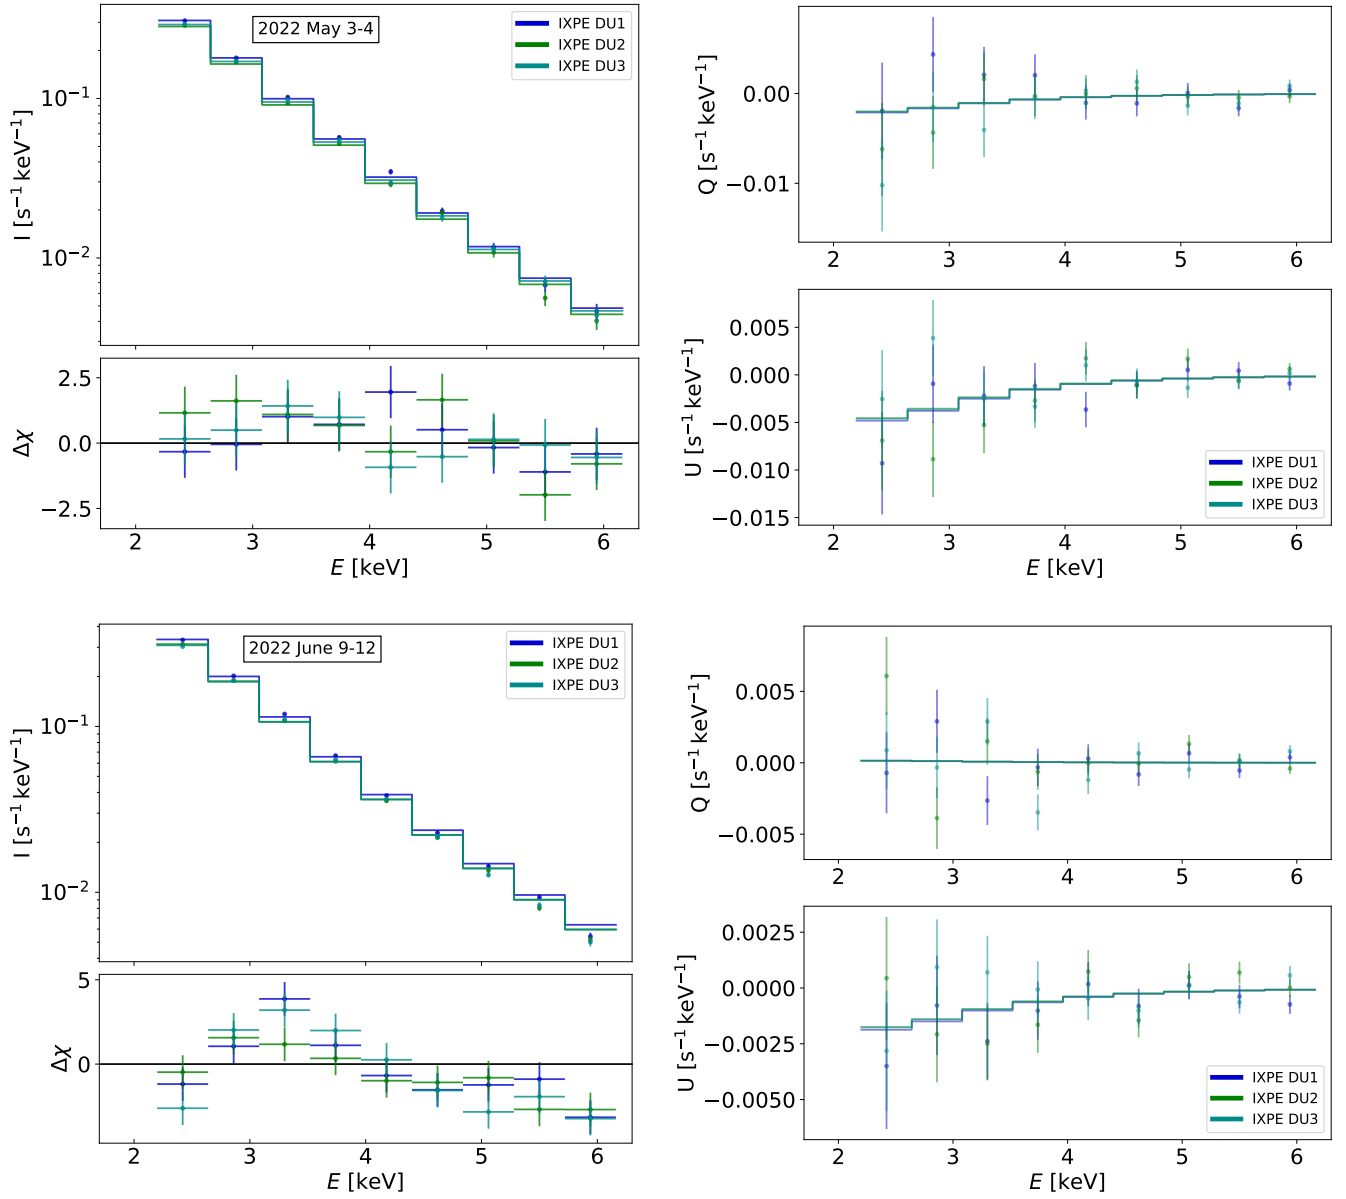 2022 May 3-4
IXPE DU1
IXPE DU2
IXPE DU3
I [s⁻¹ keV⁻¹]
10⁻¹
10⁻²
Δχ
2.5
0.0
−2.5
2 3 4 5 6
E [keV]
Q [s⁻¹ keV⁻¹]
0.00
−0.01
2 3 4 5 6
U [s⁻¹ keV⁻¹]
0.005
0.000
−0.005
−0.010
−0.015
IXPE DU1
IXPE DU2
IXPE DU3
2 3 4 5 6
E [keV]
2022 June 9-12
IXPE DU1
IXPE DU2
IXPE DU3
I [s⁻¹ keV⁻¹]
10⁻¹
10⁻²
Δχ
5
0
2 3 4 5 6
E [keV]
Q [s⁻¹ keV⁻¹]
0.005
0.000
−0.005
2 3 4 5 6
U [s⁻¹ keV⁻¹]
0.0025
0.0000
−0.0025
−0.0050
IXPE DU1
IXPE DU2
IXPE DU3
2 3 4 5 6
E [keV]